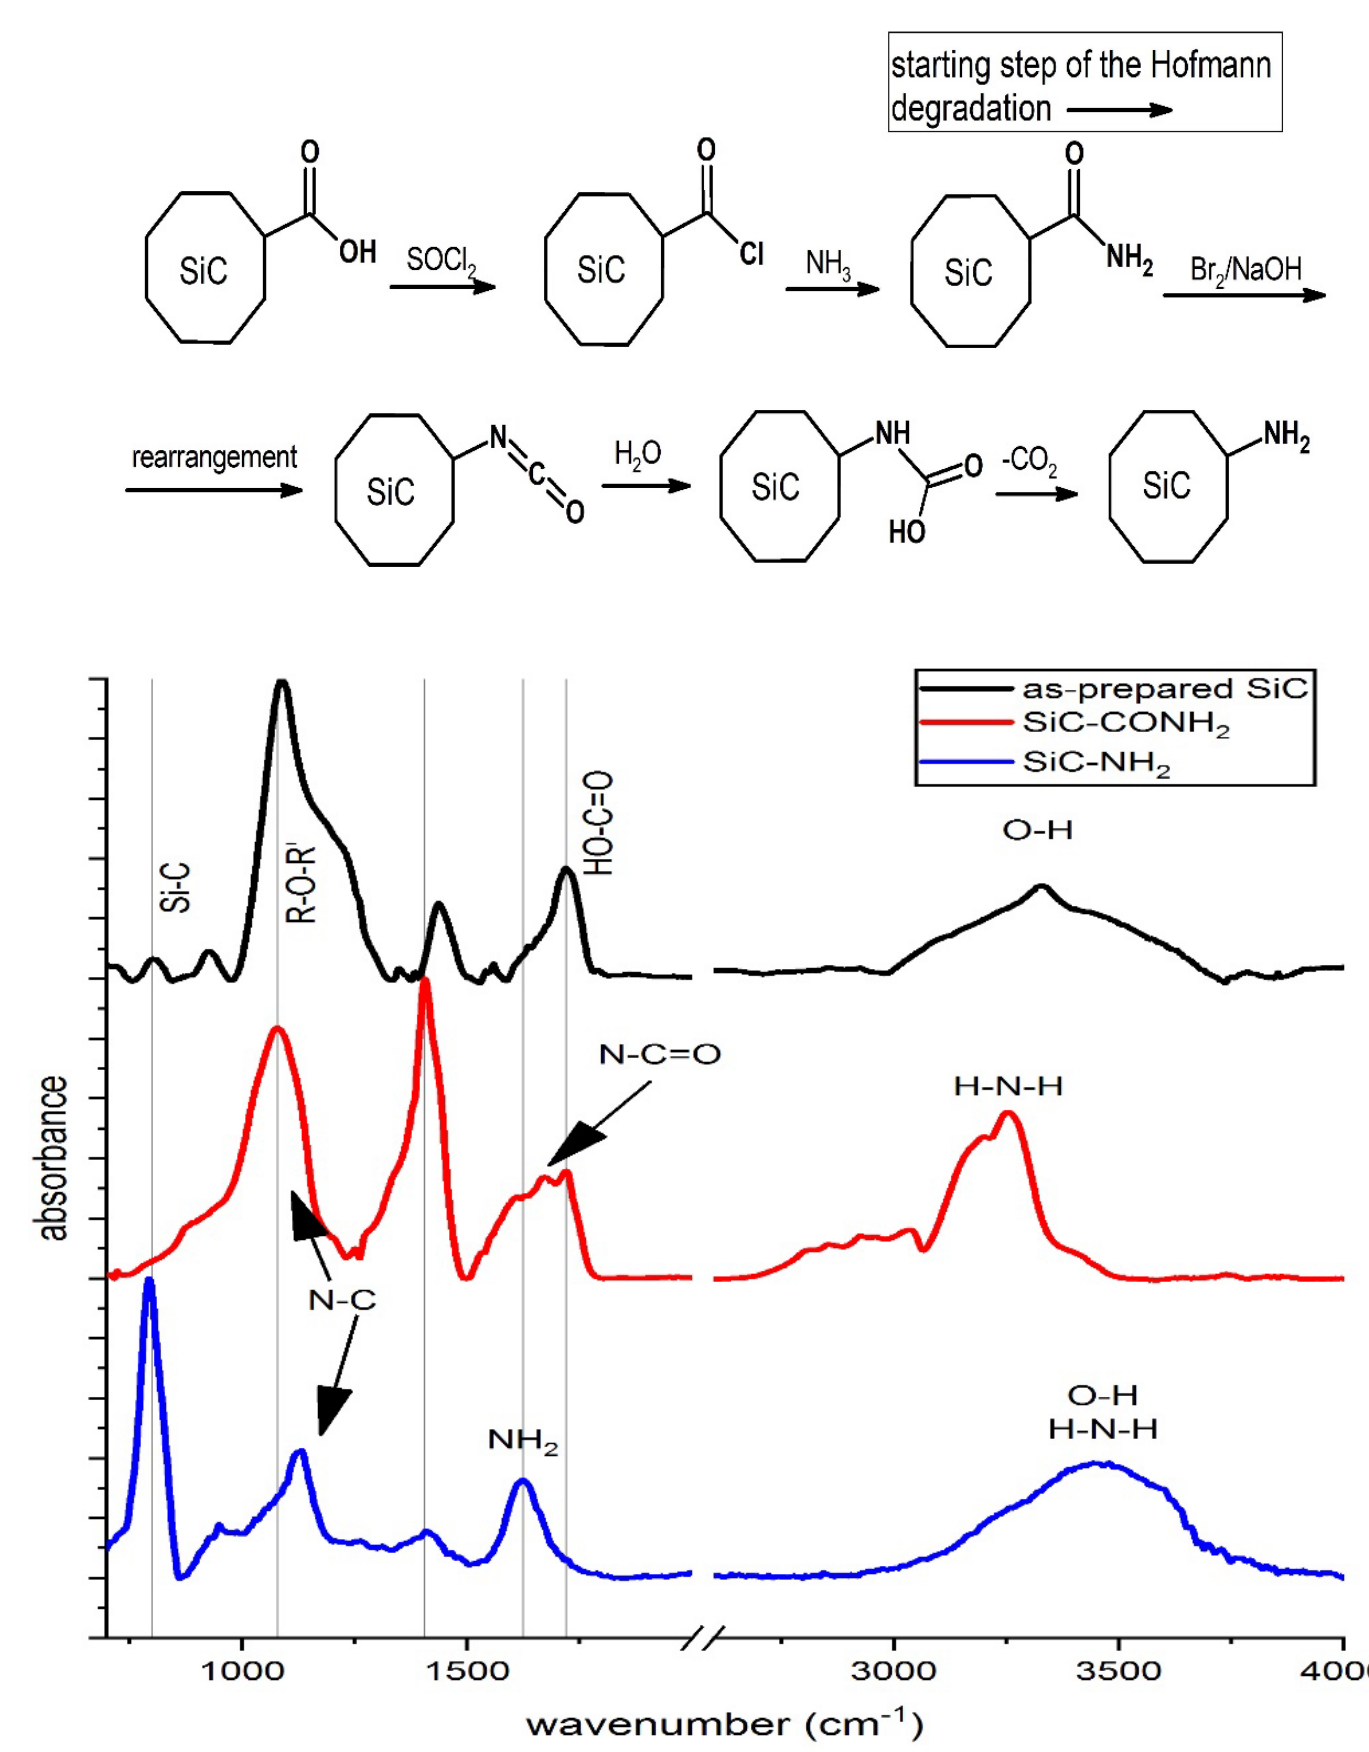 starting step of the Hofmann
degradation
O
OH
SiC
SOCl2
O
Cl
SiC
NH3
O
NH2
SiC
Br2/NaOH
rearrangement
N
C
O
SiC
H2O
NH
O
HO
SiC
-CO2
NH2
SiC
as-prepared SiC
SiC-CONH2
SiC-NH2
Si-C
R-O-R'
HO-C=O
O-H
N-C=O
H-N-H
N-C
NH2
O-H
H-N-H
absorbance
1000 1500 3000 3500 400
wavenumber (cm-1)